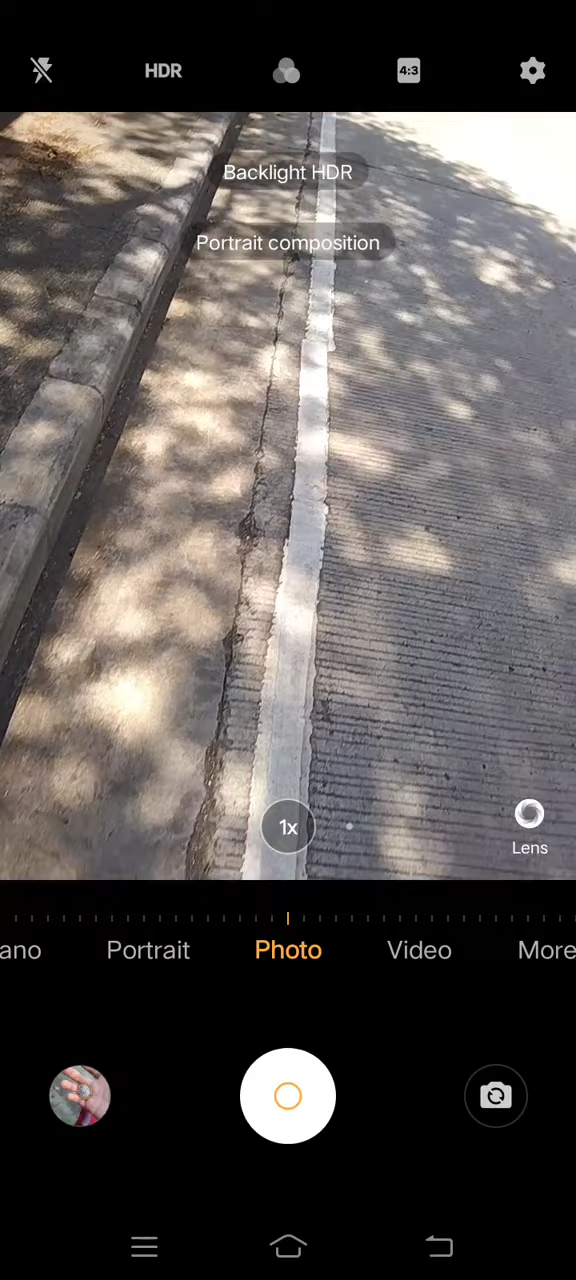 HDR
4:3
Backlight HDR
Portrait composition
1x
Lens
ano
Portrait
Photo
Video
More